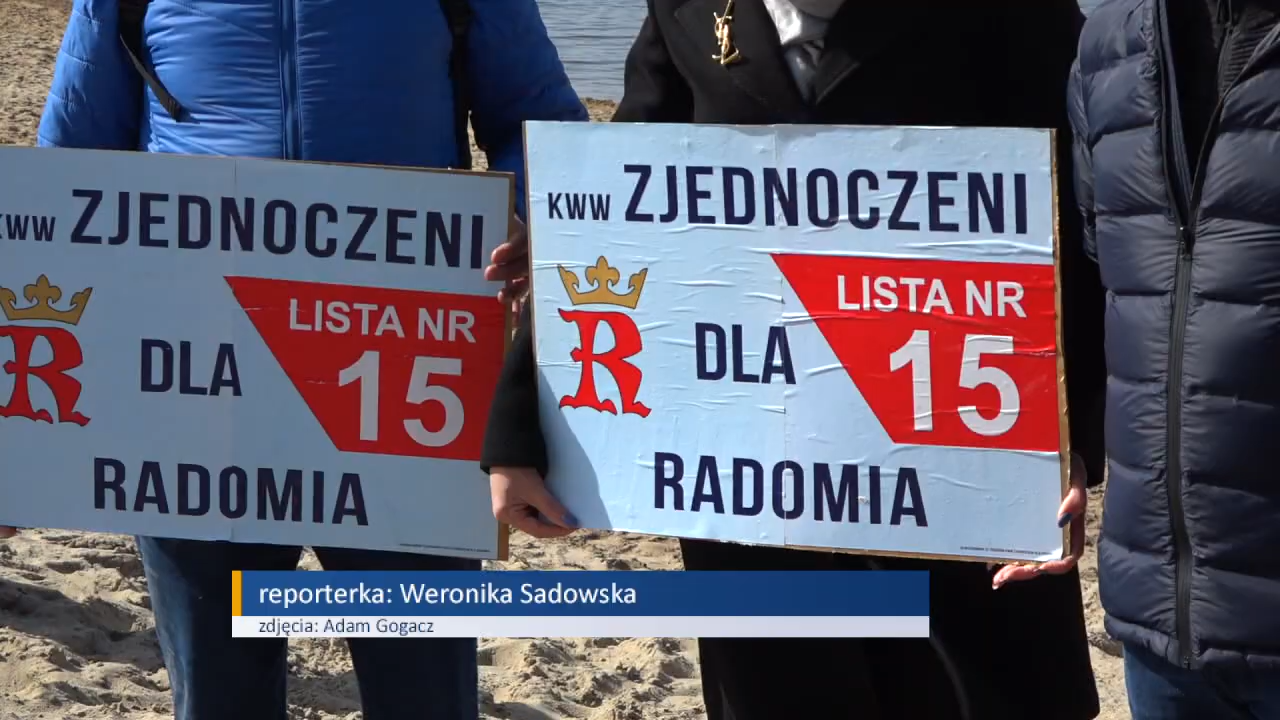 KWW ZJEDNOCZENI
R DLA
LISTA NR
15
RADOMIA
KWW ZJEDNOCZENI
R DLA
LISTA NR
15
RADOMIA
reporterka: Weronika Sadowska
zdjęcia: Adam Gogacz